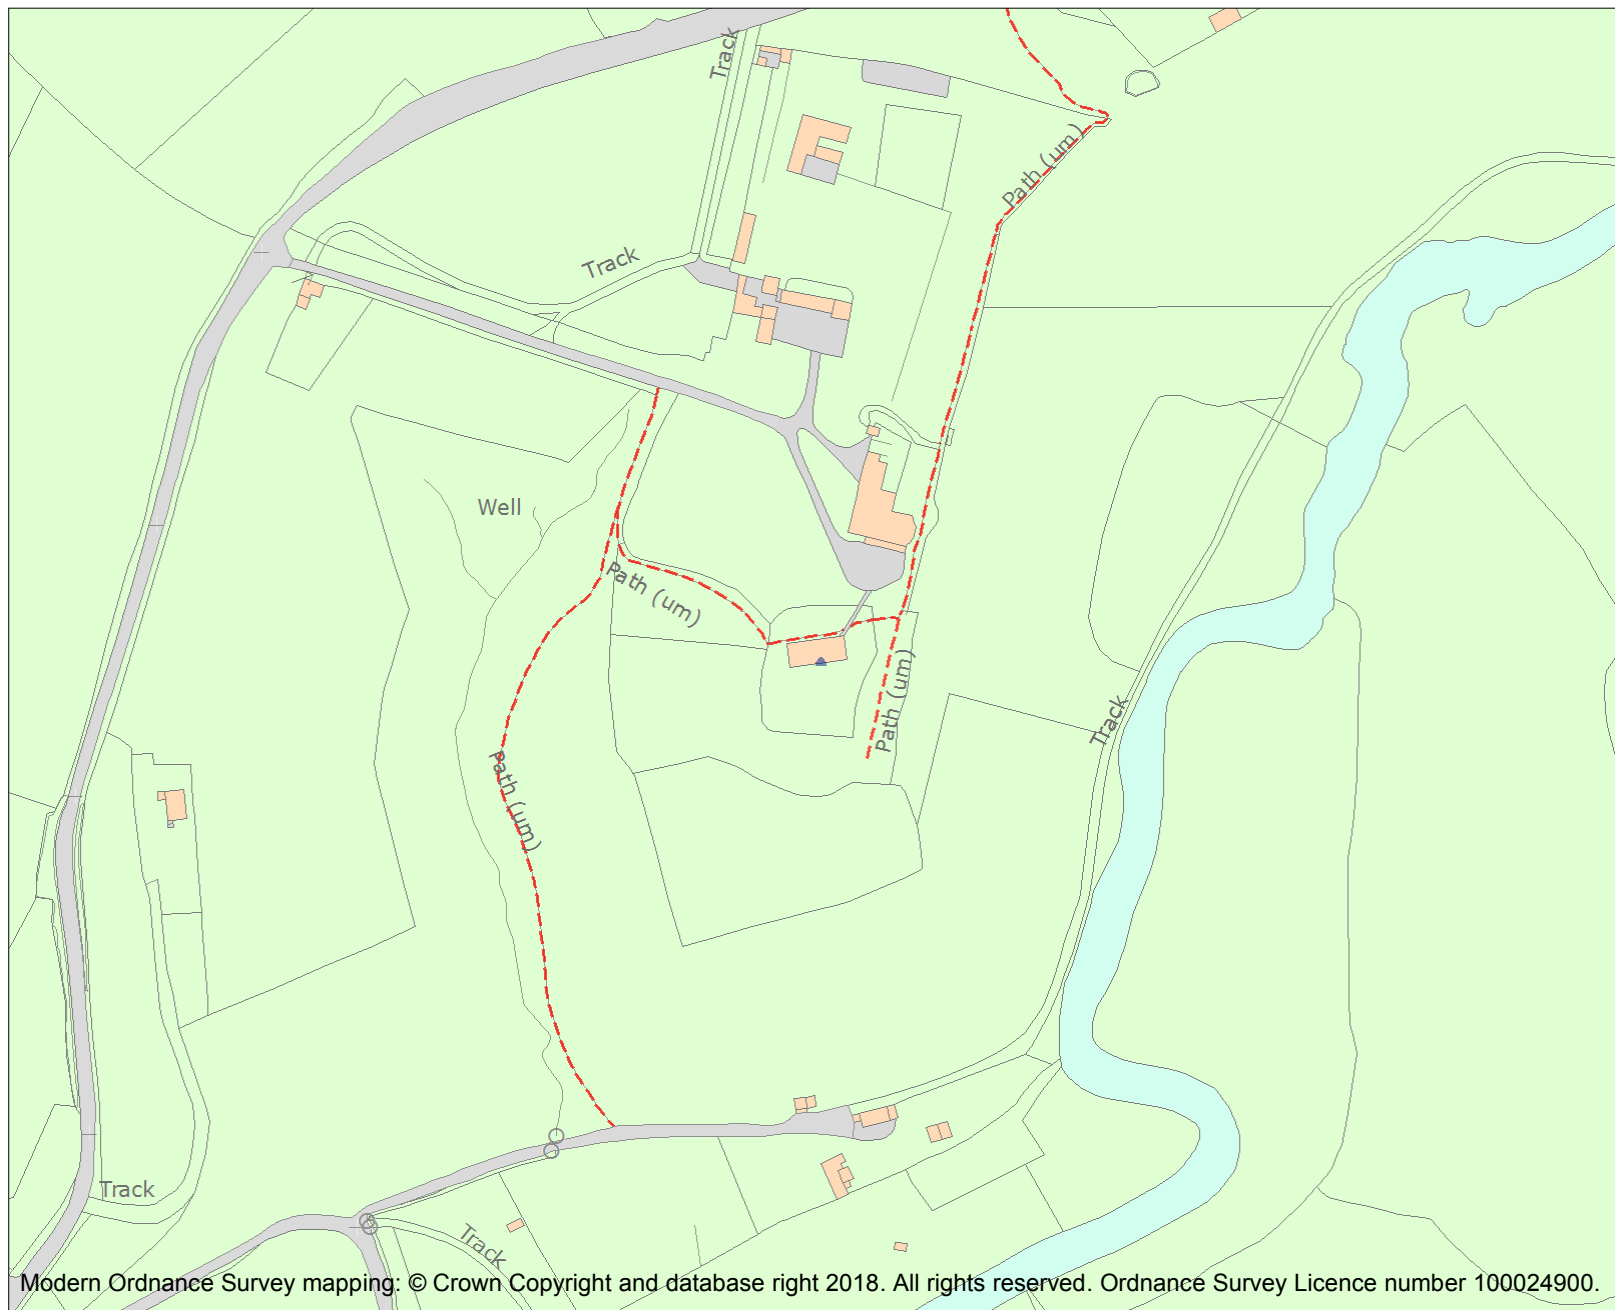 Track
Path (um)
Track
Well
Path (um)
Path (um)
Track
Path (um)
Track
Track
Modern Ordnance Survey mapping: © Crown Copyright and database right 2018. All rights reserved. Ordnance Survey Licence number 100024900.